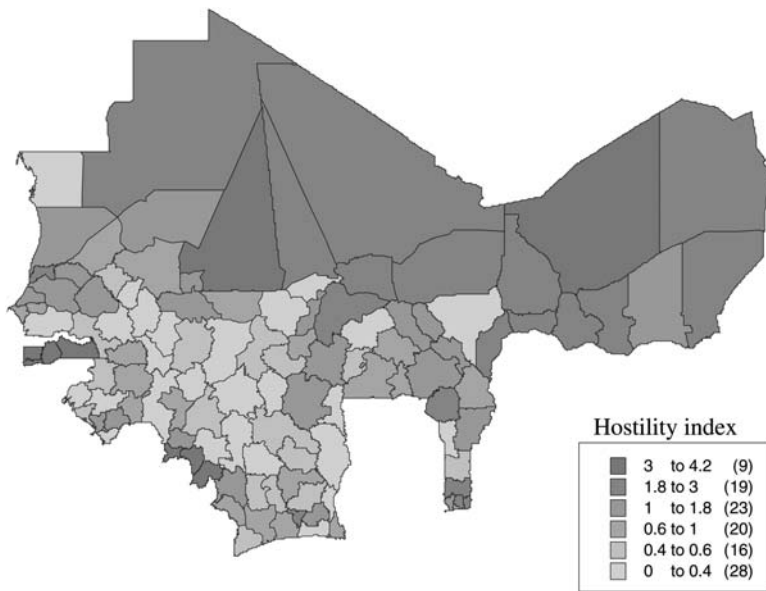 Hostility index
3 to 4.2 (9)
1.8 to 3 (19)
1 to 1.8 (23)
0.6 to 1 (20)
0.4 to 0.6 (16)
0 to 0.4 (28)